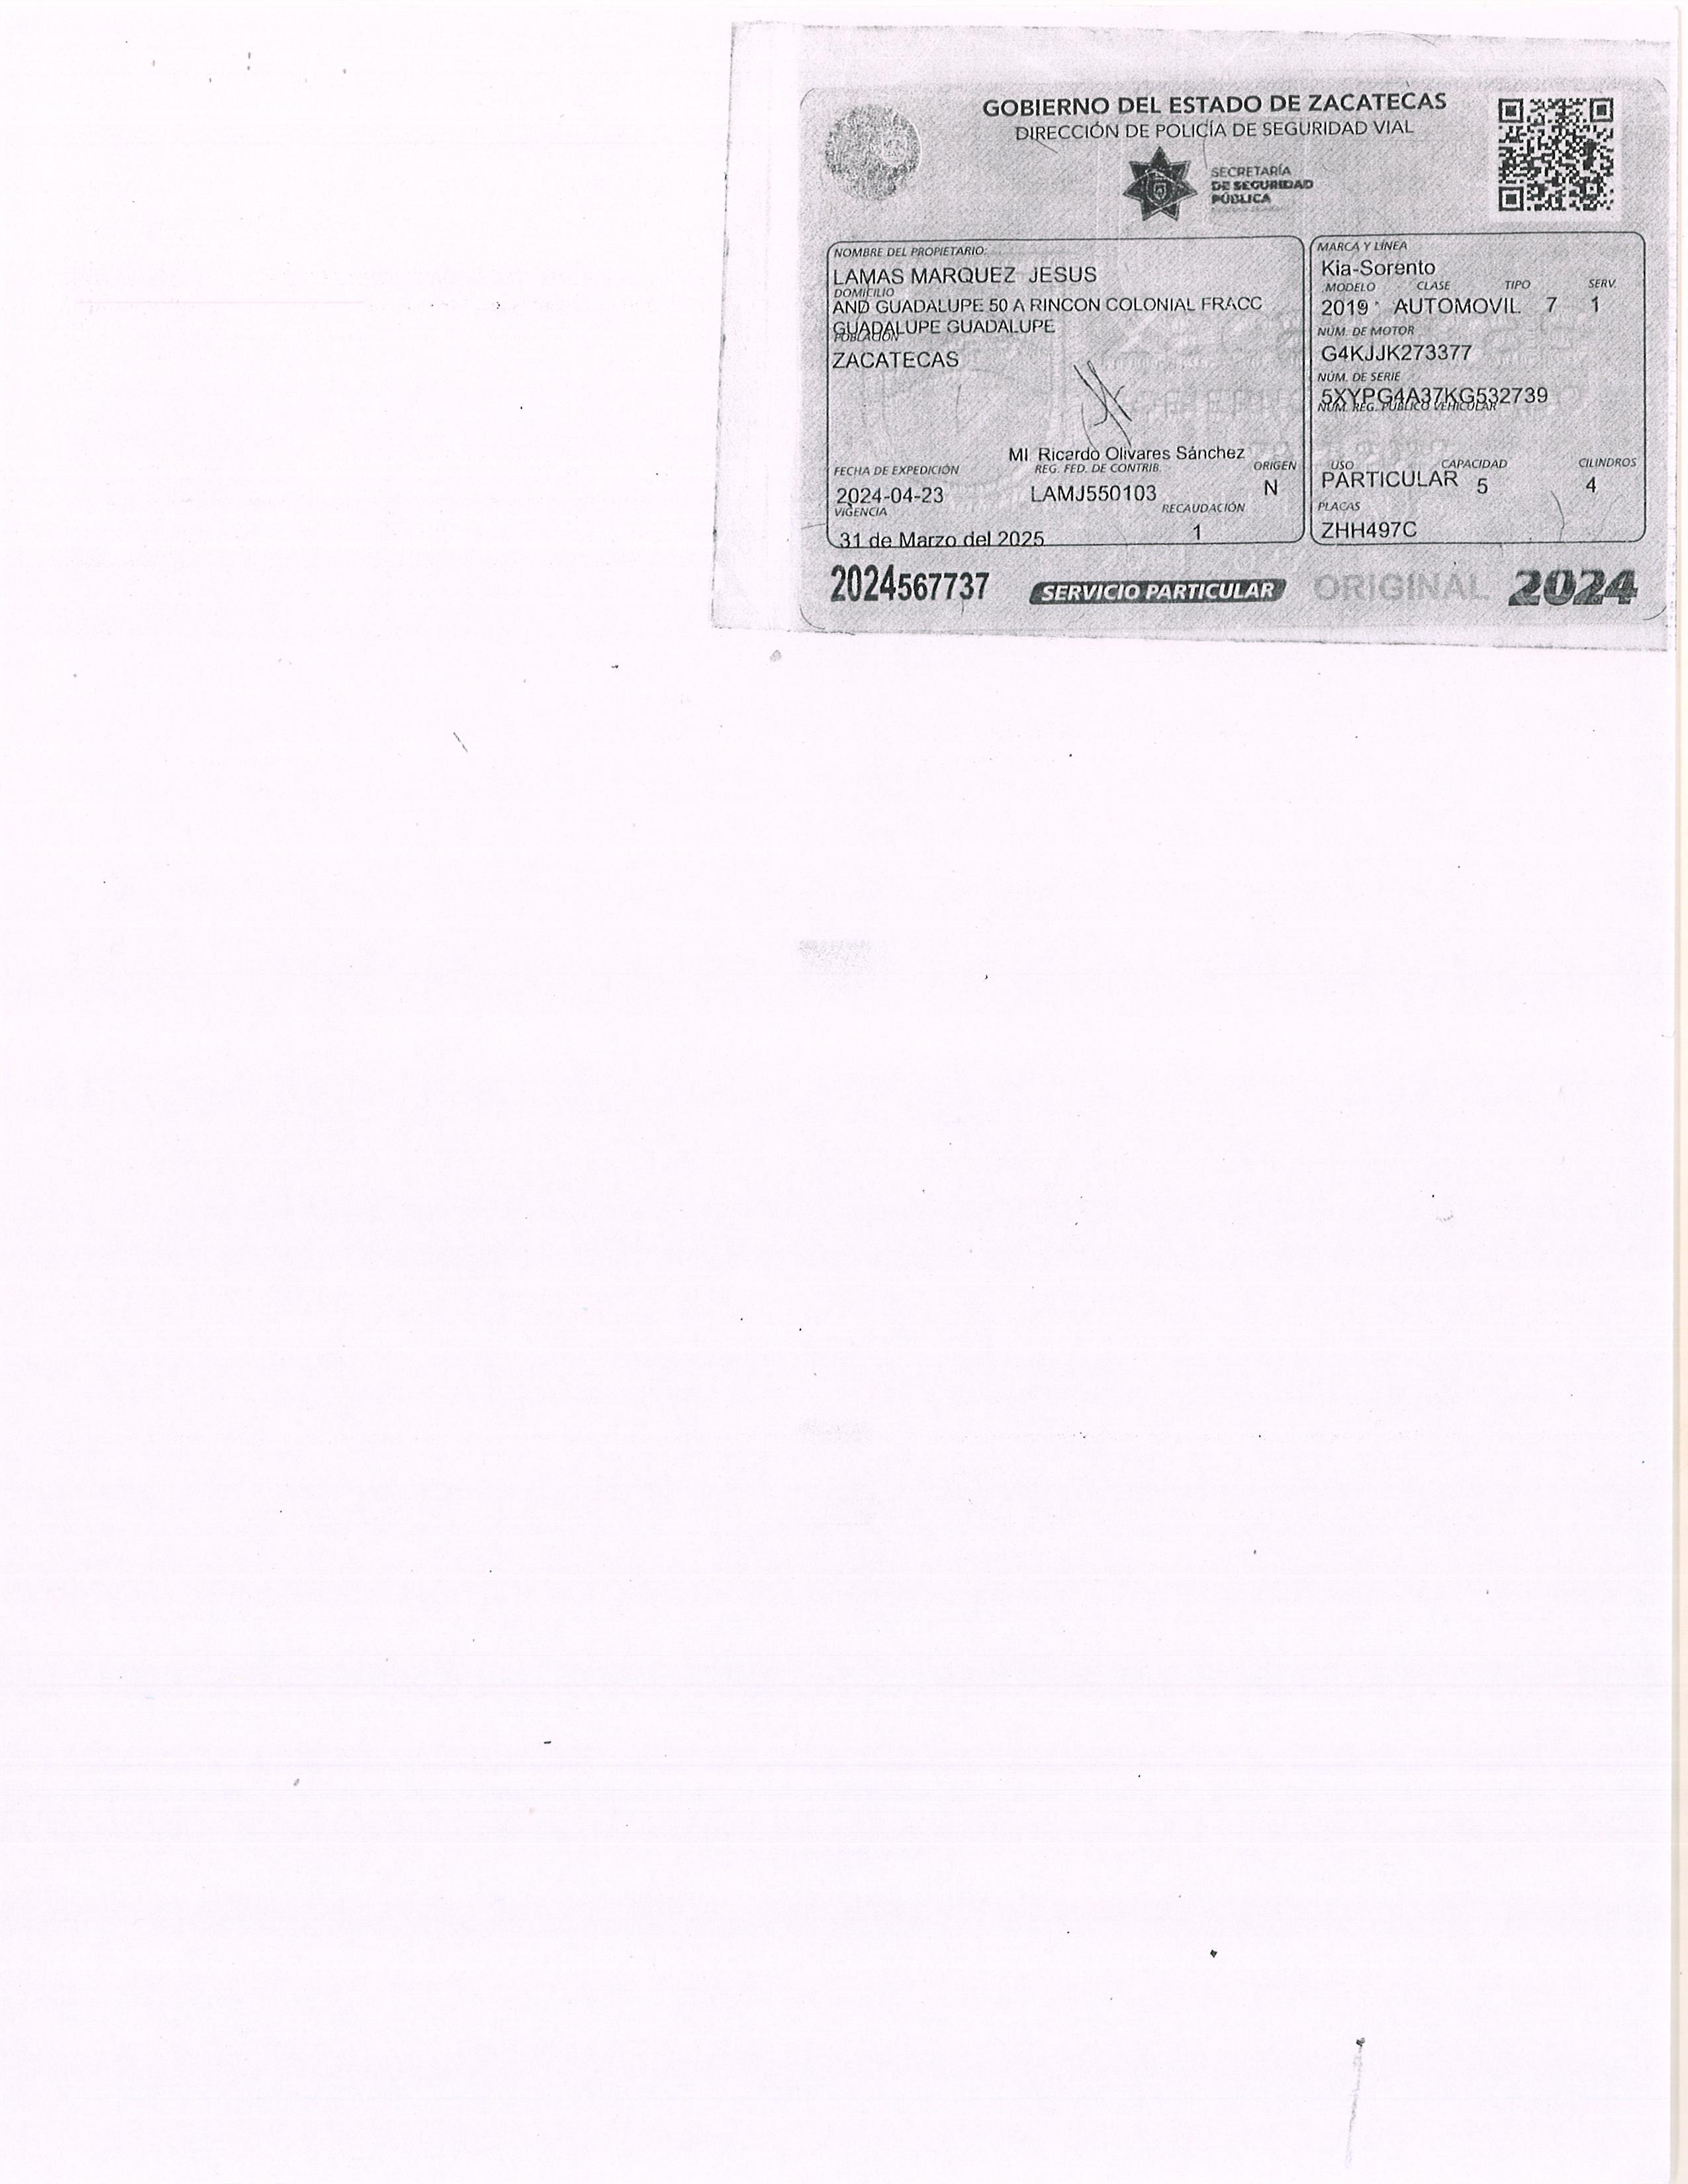 GOBIERNO DEL ESTADO DE ZACATECAS
DIRECCIÓN DE POLICÍA DE SEGURIDAD VIAL
SECRETARÍA
DE SEGURIDAD
PÚBLICA
NOMBRE DEL PROPIETARIO:
LAMAS MARQUEZ JESUS
DOMICILIO
AND GUADALUPE 50 A RINCON COLONIAL FRACC
GUADALUPE GUADALUPE
POBLACIÓN
ZACATECAS
MI Ricardo Olivares Sánchez
FECHA DE EXPEDICIÓN REG. FED. DE CONTRIB. ORIGEN
2024-04-23 LAMJ550103 N
VIGENCIA RECAUDACIÓN
31 de Marzo del 2025 1
MARCA Y LÍNEA
Kia-Sorento
MODELO CLASE TIPO SERV.
2019 AUTOMOVIL 7 1
NÚM. DE MOTOR
G4KJJK273377
NÚM. DE SERIE
5XYPG4A37KG532739
NÚM. REG. PÚBLICO VEHICULAR
USO CAPACIDAD CILINDROS
PARTICULAR 5 4
PLACAS
ZHH497C
2024567737 SERVICIO PARTICULAR ORIGINAL 2024